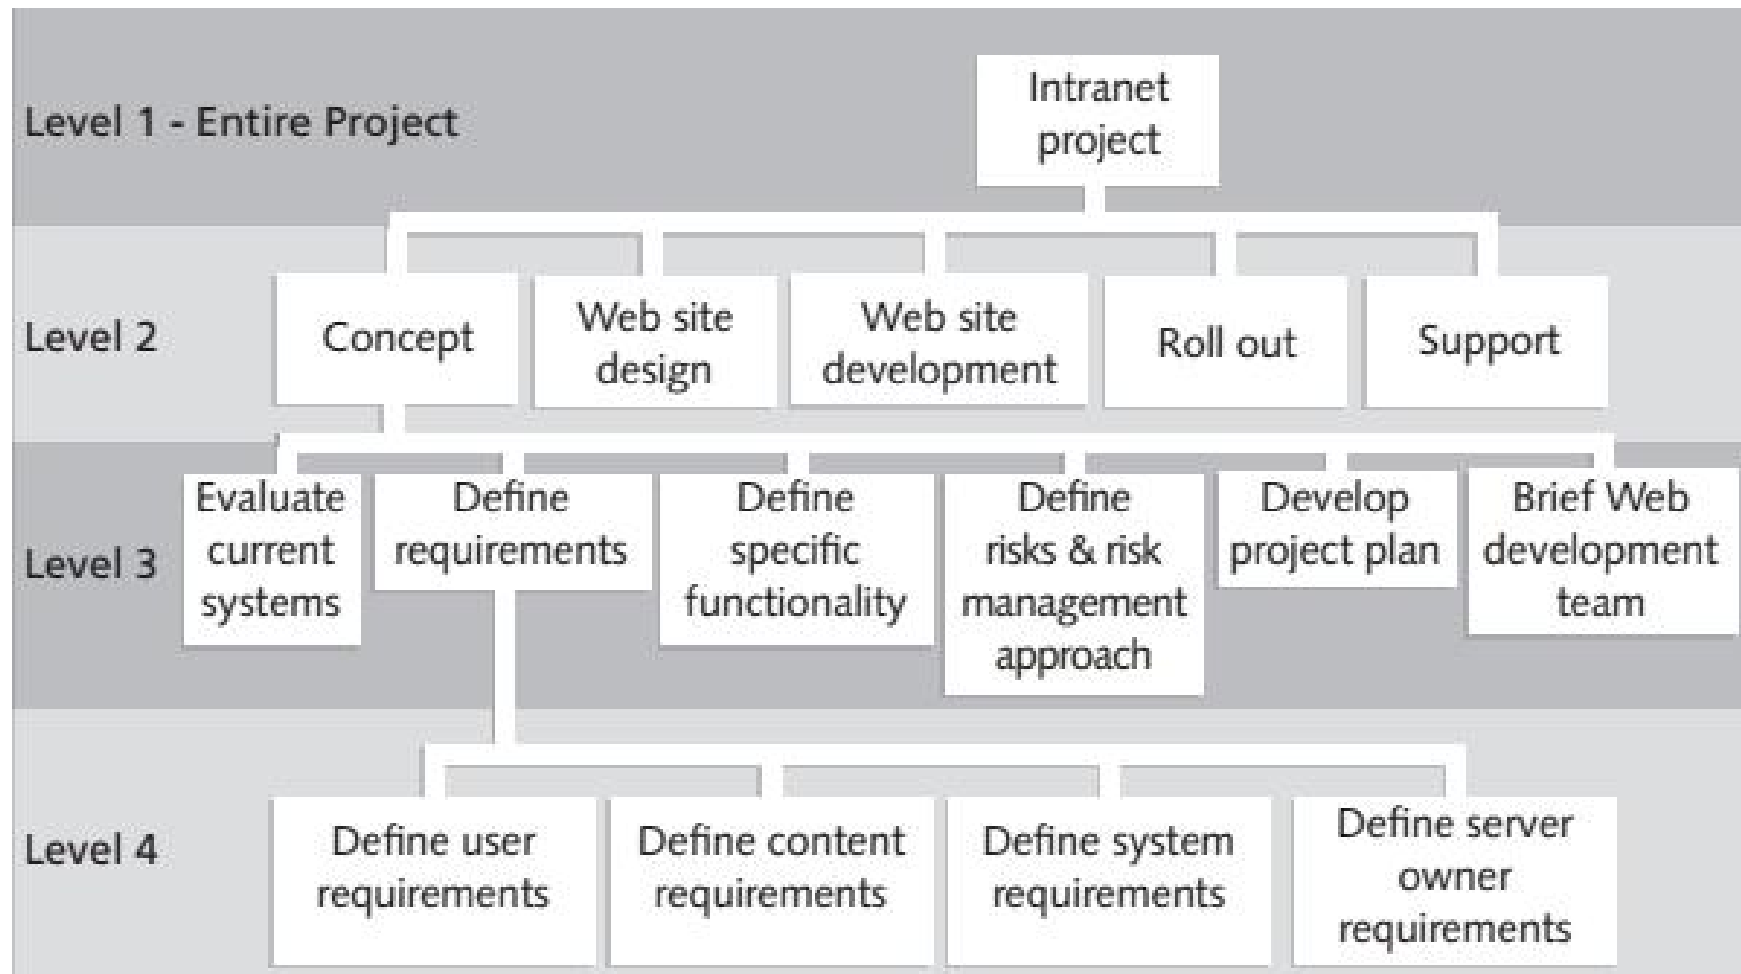 Level 1 - Entire Project
Intranet
project
Level 2
Concept
Web site
design
Web site
development
Roll out
Support
Level 3
Evaluate
current
systems
Define
requirements
Define
specific
functionality
Define
risks & risk
management
approach
Develop
project plan
Brief Web
development
team
Level 4
Define user
requirements
Define content
requirements
Define system
requirements
Define server
owner
requirements